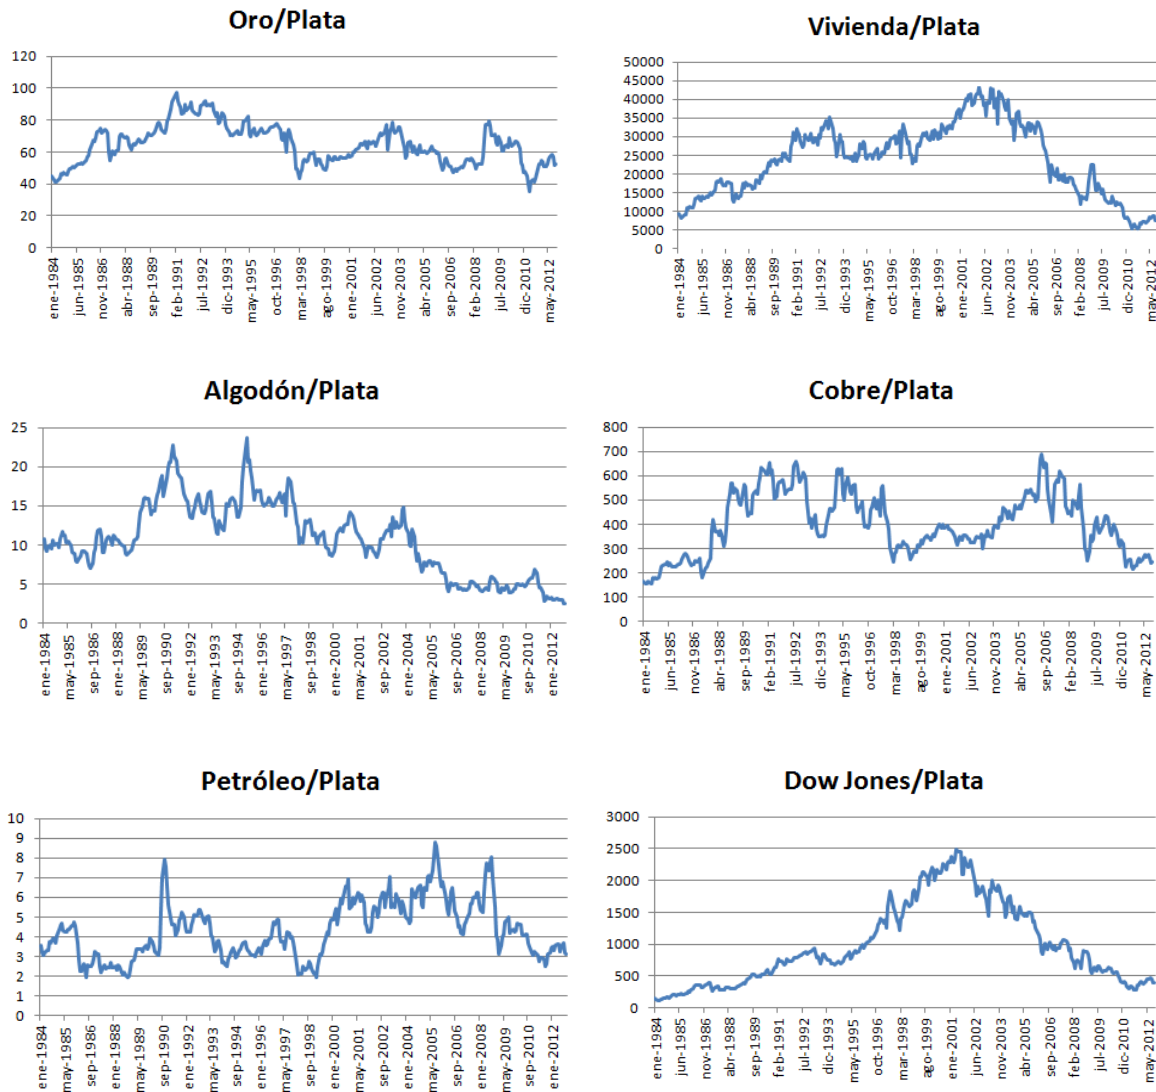 Oro/Plata
120
100
80
60
40
20
0
ene-1984
jun-1985
nov-1986
abr-1988
sep-1989
feb-1991
jul-1992
dic-1993
may-1995
oct-1996
mar-1998
ago-1999
ene-2001
jun-2002
nov-2003
abr-2005
sep-2006
feb-2008
jul-2009
dic-2010
may-2012
Vivienda/Plata
50000
45000
40000
35000
30000
25000
20000
15000
10000
5000
0
ene-1984
jun-1985
nov-1986
abr-1988
sep-1989
feb-1991
jul-1992
dic-1993
may-1995
oct-1996
mar-1998
ago-1999
ene-2001
jun-2002
nov-2003
abr-2005
sep-2006
feb-2008
jul-2009
dic-2010
may-2012
Algodón/Plata
25
20
15
10
5
0
ene-1984
may-1985
sep-1986
ene-1988
may-1989
sep-1990
ene-1992
may-1993
sep-1994
ene-1996
may-1997
sep-1998
ene-2000
may-2001
sep-2002
ene-2004
may-2005
sep-2006
ene-2008
may-2009
sep-2010
ene-2012
Cobre/Plata
800
700
600
500
400
300
200
100
0
ene-1984
jun-1985
nov-1986
abr-1988
sep-1989
feb-1991
jul-1992
dic-1993
may-1995
oct-1996
mar-1998
ago-1999
ene-2001
jun-2002
nov-2003
abr-2005
sep-2006
feb-2008
jul-2009
dic-2010
may-2012
Petróleo/Plata
10
9
8
7
6
5
4
3
2
1
0
ene-1984
may-1985
sep-1986
ene-1988
may-1989
sep-1990
ene-1992
may-1993
sep-1994
ene-1996
may-1997
sep-1998
ene-2000
may-2001
sep-2002
ene-2004
may-2005
sep-2006
ene-2008
may-2009
sep-2010
ene-2012
Dow Jones/Plata
3000
2500
2000
1500
1000
500
0
ene-1984
jun-1985
nov-1986
abr-1988
sep-1989
feb-1991
jul-1992
dic-1993
may-1995
oct-1996
mar-1998
ago-1999
ene-2001
jun-2002
nov-2003
abr-2005
sep-2006
feb-2008
jul-2009
dic-2010
may-2012